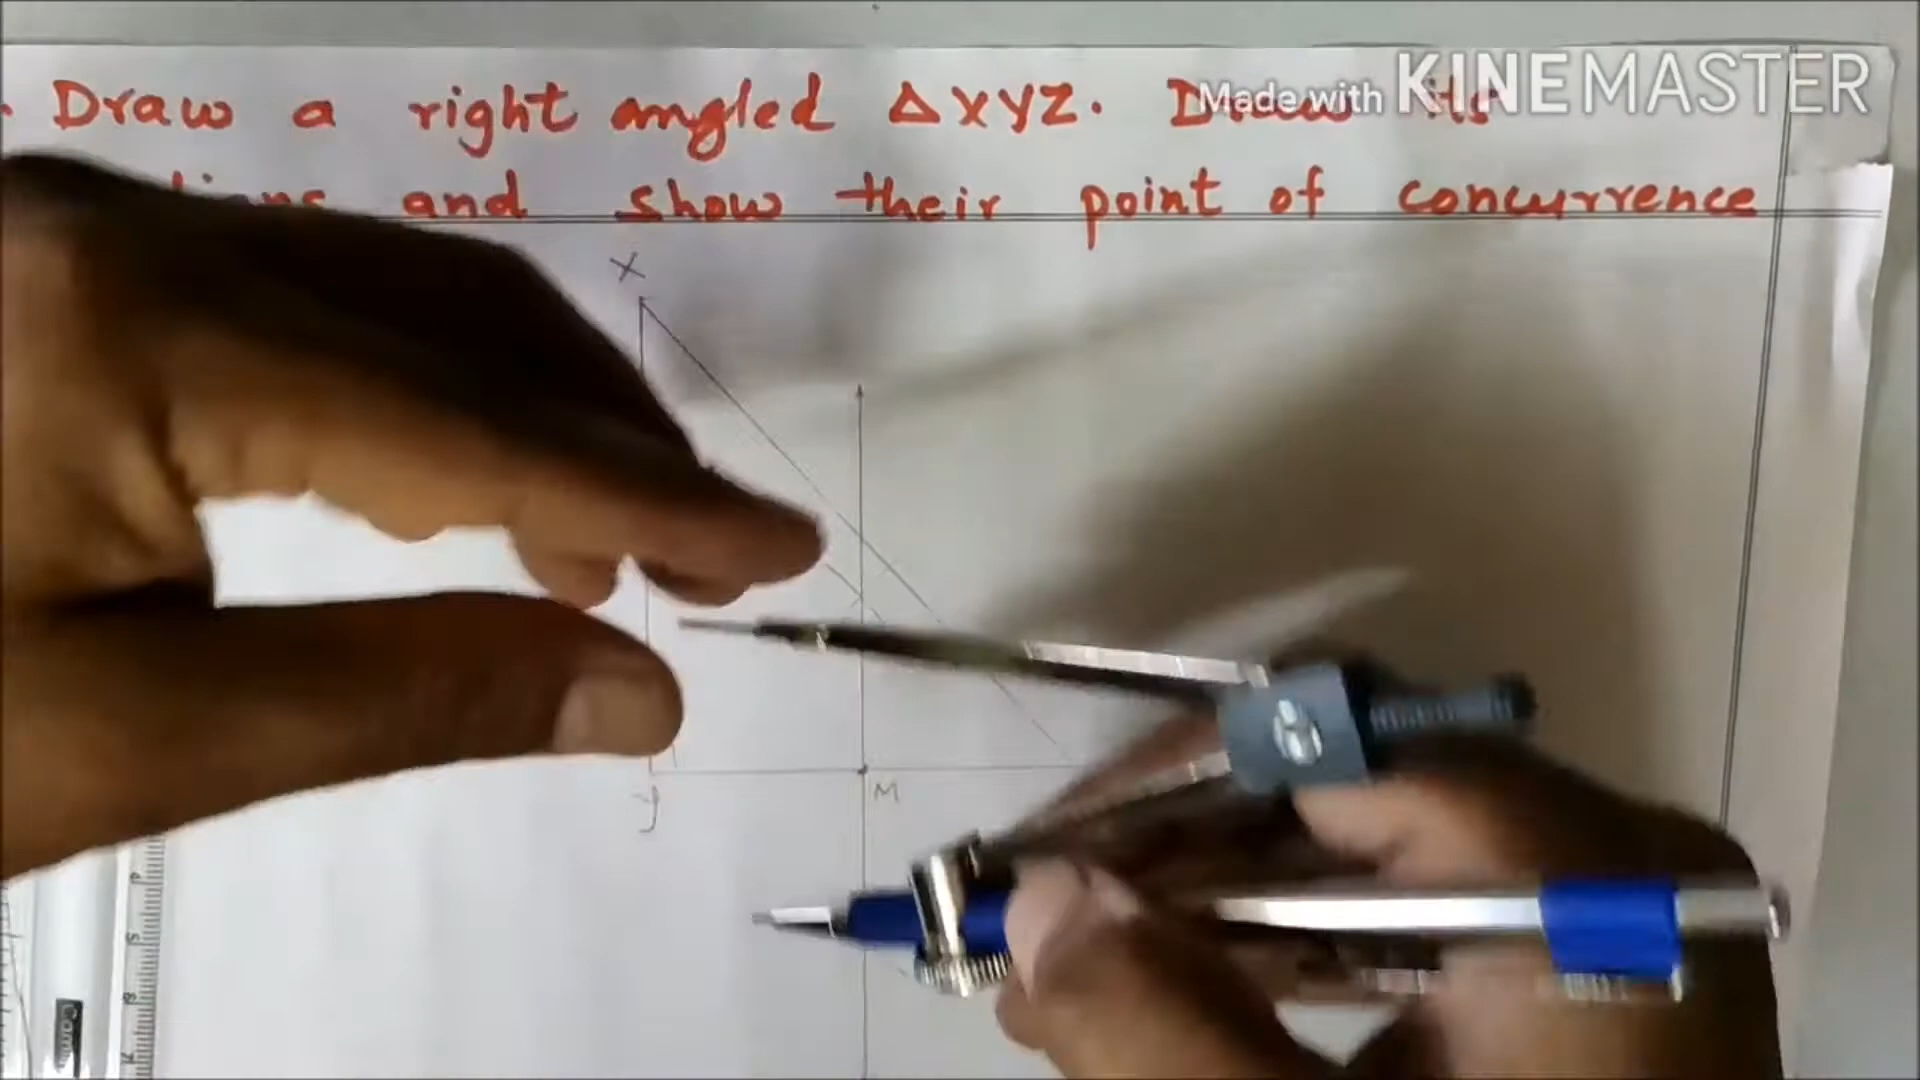 Draw a right angled ΔXYZ. Draw its
and show their point of concurrence
Made with KINEMASTER
X
y
M